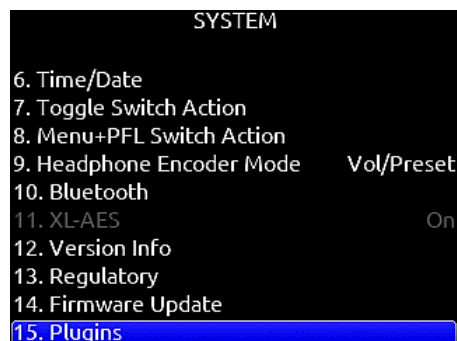 SYSTEM
6. Time/Date
7. Toggle Switch Action
8. Menu+PFL Switch Action
9. Headphone Encoder Mode Vol/Preset
10. Bluetooth
11. XL-AES On
12. Version Info
13. Regulatory
14. Firmware Update
15. Plugins